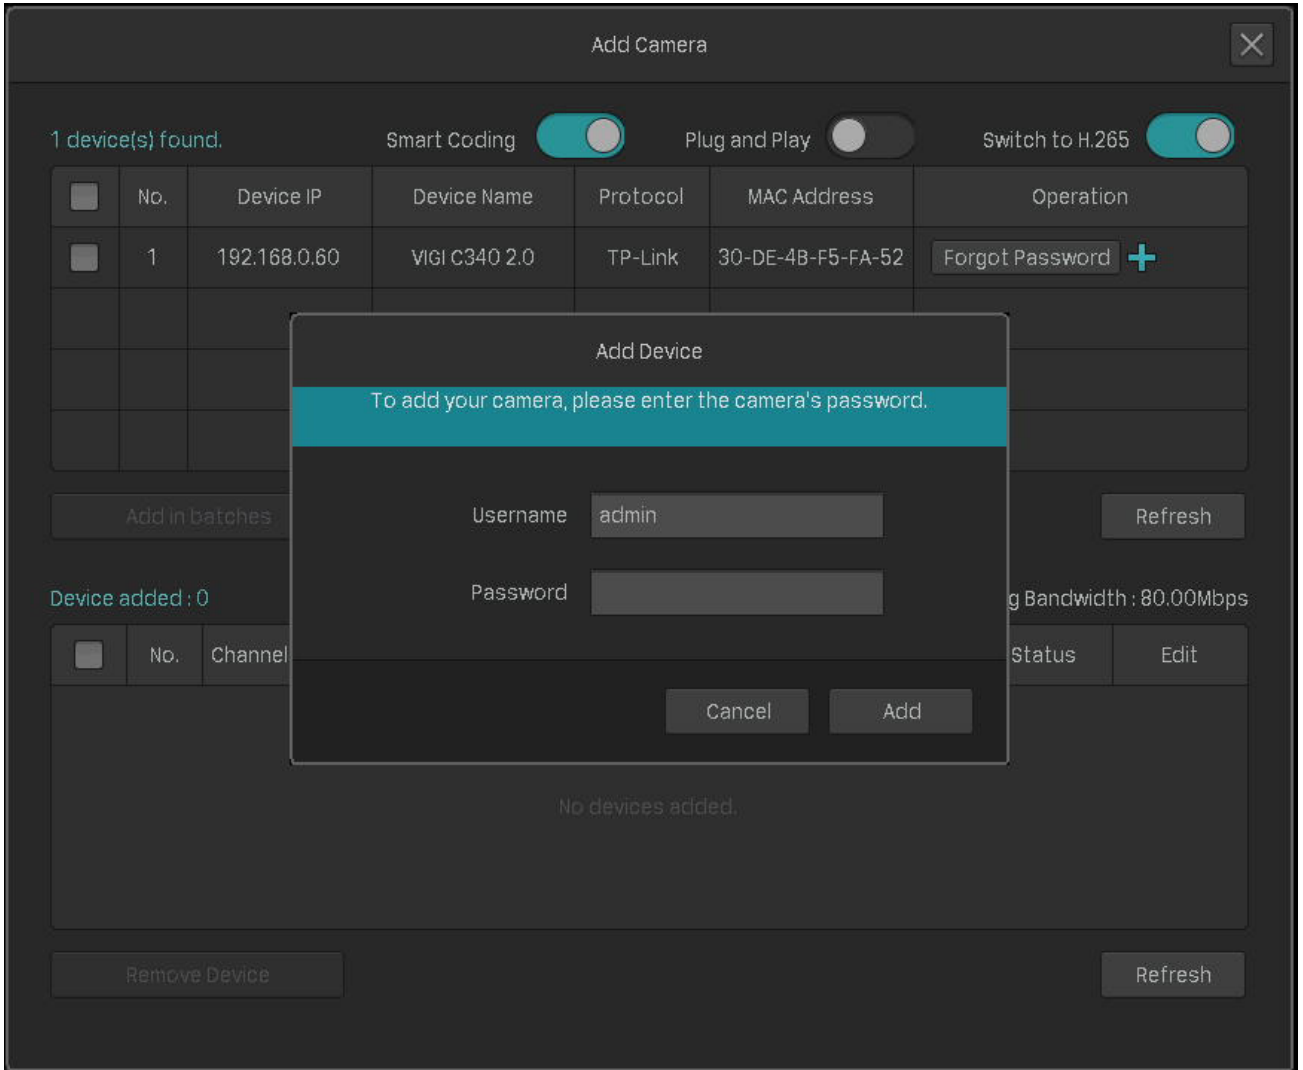 Add Camera
1 device(s) found. Smart Coding Plug and Play Switch to H.265
No. Device IP Device Name Protocol MAC Address Operation
1 192.168.0.60 VIGI C340 2.0 TP-Link 30-DE-4B-F5-FA-52 Forgot Password
Add Device
To add your camera, please enter the camera's password.
Username admin
Add in batches Refresh
Password
Device added : 0 g Bandwidth : 80.00Mbps
No. Channel Status Edit
Cancel Add
No devices added.
Remove Device Refresh